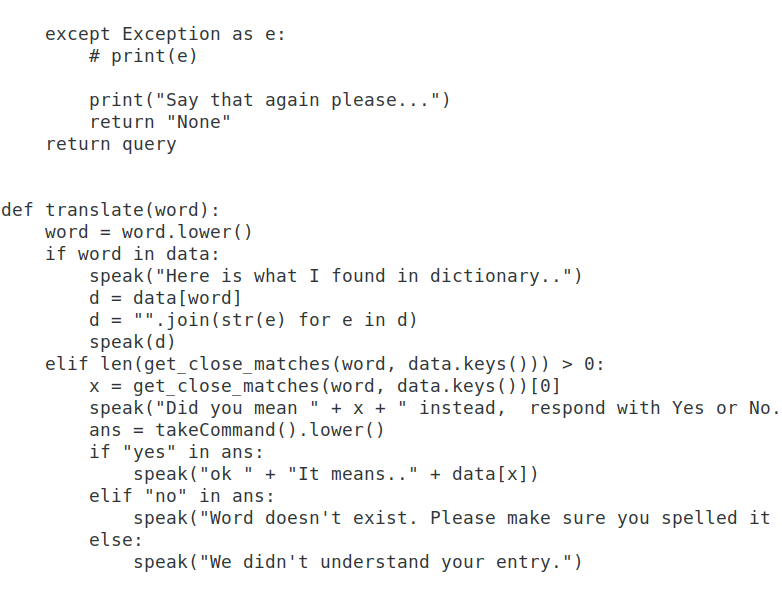 except Exception as e:
        # print(e)

        print("Say that again please...")
        return "None"
    return query


def translate(word):
    word = word.lower()
    if word in data:
        speak("Here is what I found in dictionary..")
        d = data[word]
        d = "".join(str(e) for e in d)
        speak(d)
    elif len(get_close_matches(word, data.keys())) > 0:
        x = get_close_matches(word, data.keys())[0]
        speak("Did you mean " + x + " instead,  respond with Yes or No.
        ans = takeCommand().lower()
        if "yes" in ans:
            speak("ok " + "It means.." + data[x])
        elif "no" in ans:
            speak("Word doesn't exist. Please make sure you spelled it
        else:
            speak("We didn't understand your entry.")